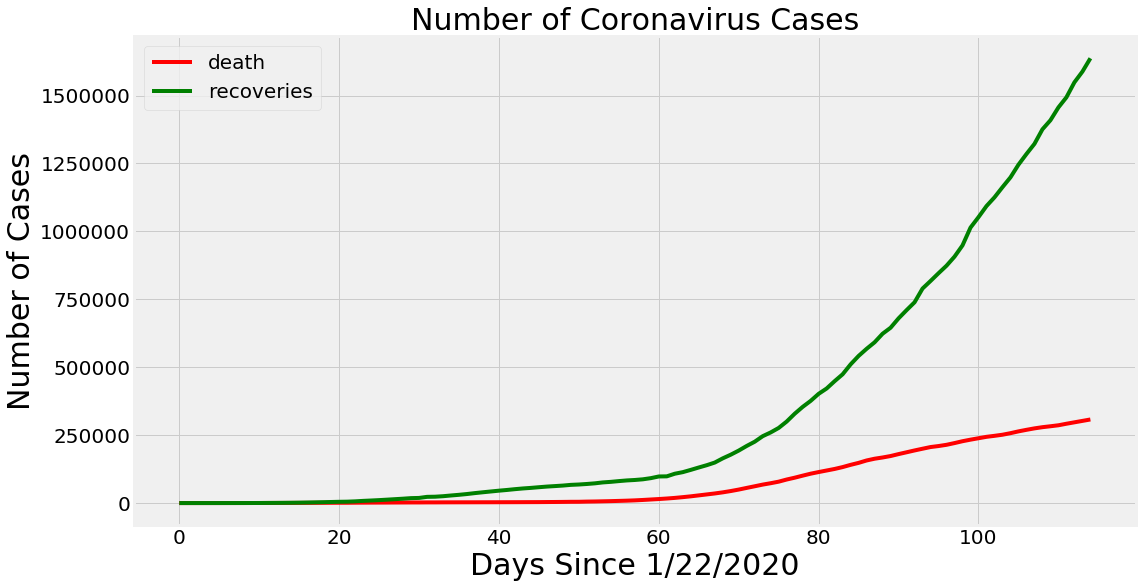 Number of Coronavirus Cases
death
recoveries
Number of Cases
1500000
1250000
1000000
750000
500000
250000
0
0 20 40 60 80 100
Days Since 1/22/2020